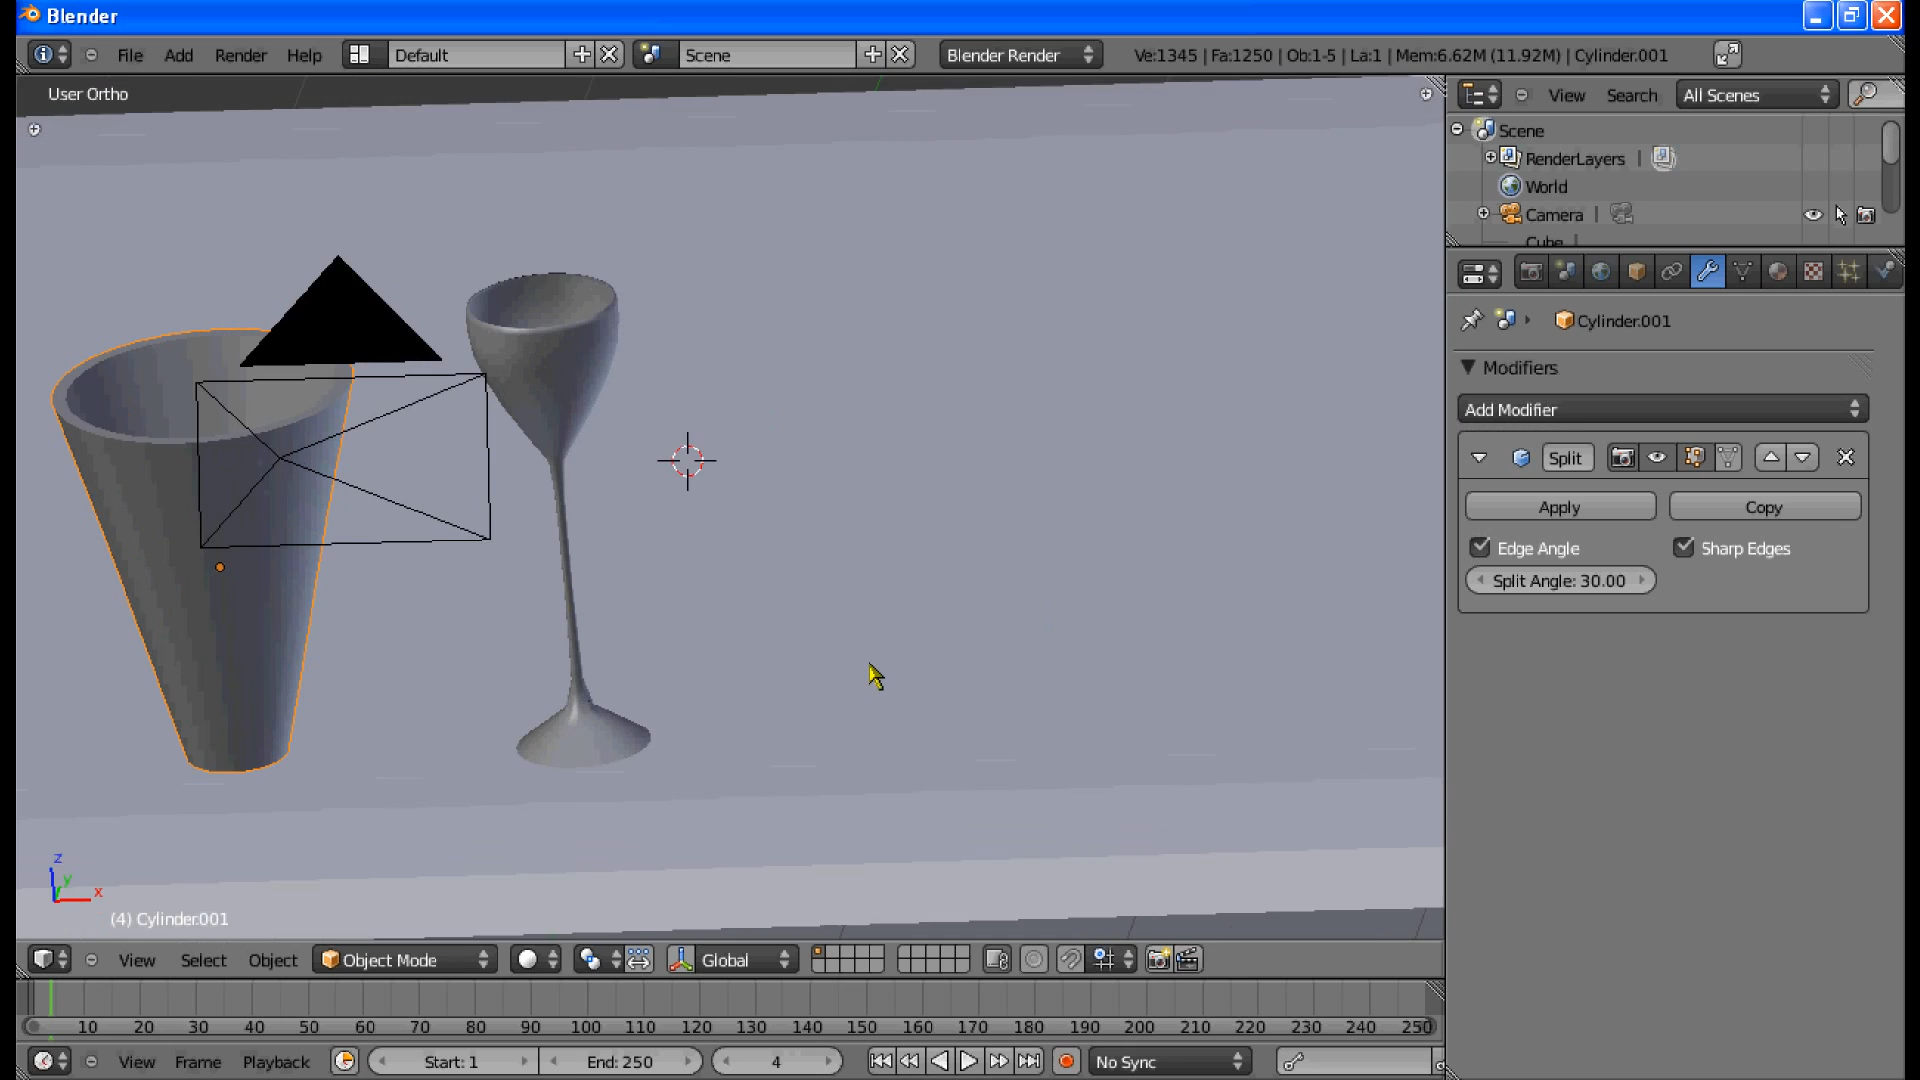 Blender
File Add Render Help Default Scene Blender Render Ve:1345 | Fa:1250 | Ob:1-5 | La:1 | Mem:6.62M (11.92M) | Cylinder.001
User Ortho
View Search All Scenes
Scene
RenderLayers |
World
Camera |
Cube |
Cylinder.001
Modifiers
Add Modifier
Split
Apply Copy
Edge Angle Sharp Edges
Split Angle: 30.00
z
y
x
(4) Cylinder.001
View Select Object Object Mode Global
10 20 30 40 50 60 70 80 90 100 110 120 130 140 150 160 170 180 190 200 210 220 230 240 250
View Frame Playback Start: 1 End: 250 4 No Sync